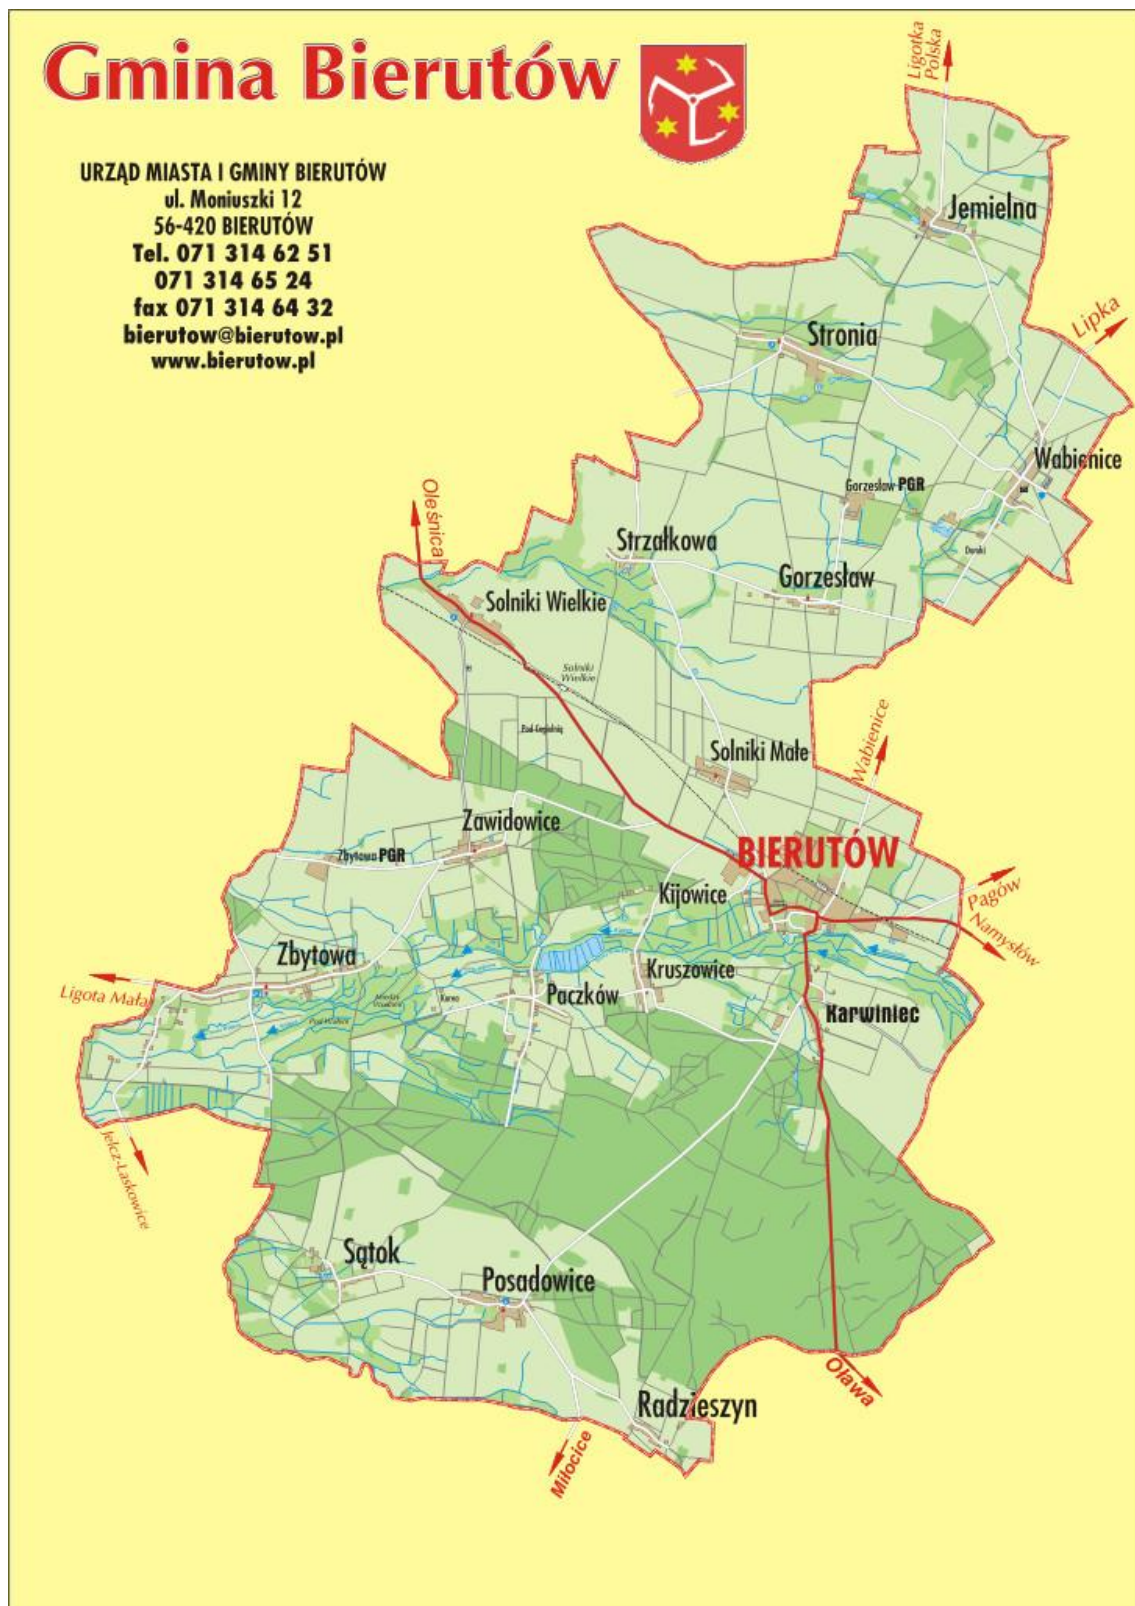 Gmina Bierutów
URZĄD MIASTA I GMINY BIERUTÓW
ul. Moniuszki 12
56-420 BIERUTÓW
Tel. 071 314 62 51
071 314 65 24
fax 071 314 64 32
bierutow@bierutow.pl
www.bierutow.pl
Ligotka
Polska
Jemielna
Stronia
Lipka
Wabienice
Gorzesław PGR
Oleśnica
Strzałkowa
Gorzesław
Solniki Wielkie
Solniki
Wielkie
Solniki Małe
Wabienice
Zawidowice
Zbytowa PGR
BIERUTÓW
Kijowice
Pagów
Namysłów
Zbytowa
Ligota Mała
Kruszowice
Paczków
Karwiniec
Jelcz-Laskowice
Sątok
Posadowice
Oława
Radzieszyn
Miłocice